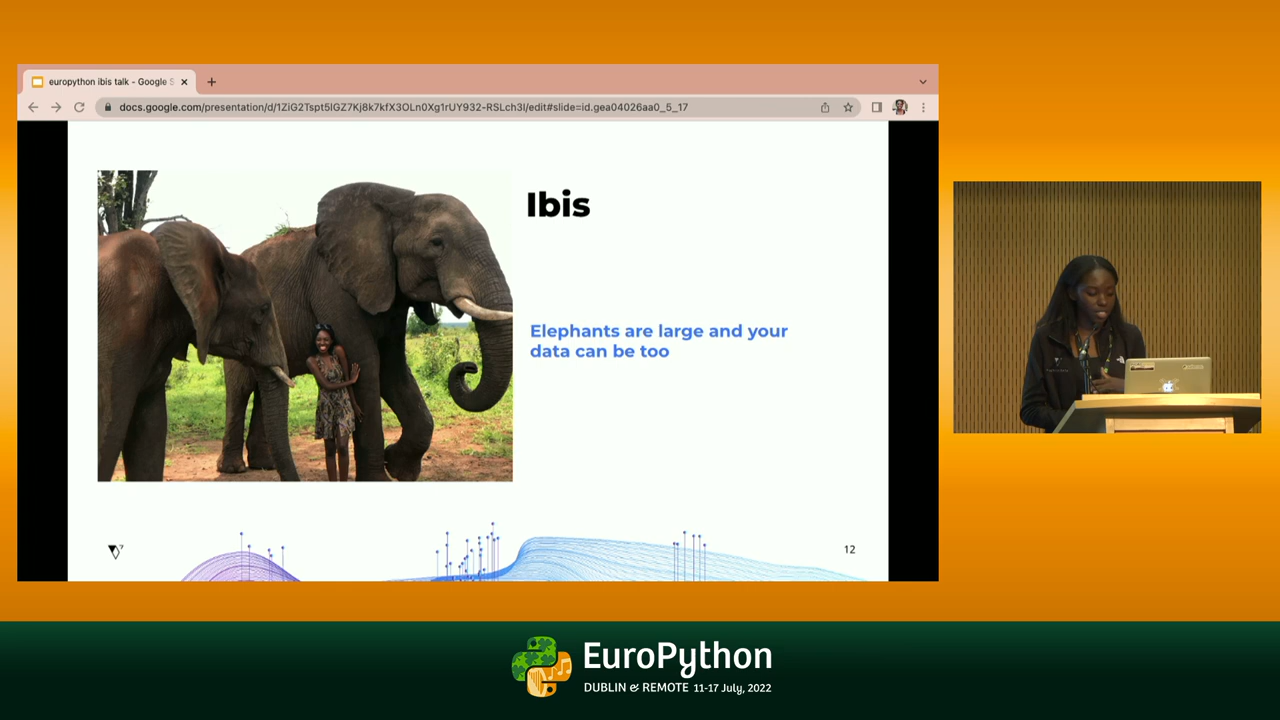 europython ibis talk - Google S
docs.google.com/presentation/d/1ZiG2Tspt5lGZ7Kj8k7kfX3OLn0Xg1rUY932-RSLch3I/edit#slide=id.gea04026aa0_5_17
Ibis
Elephants are large and your
data can be too
7
12
EuroPython
DUBLIN & REMOTE 11-17 July, 2022